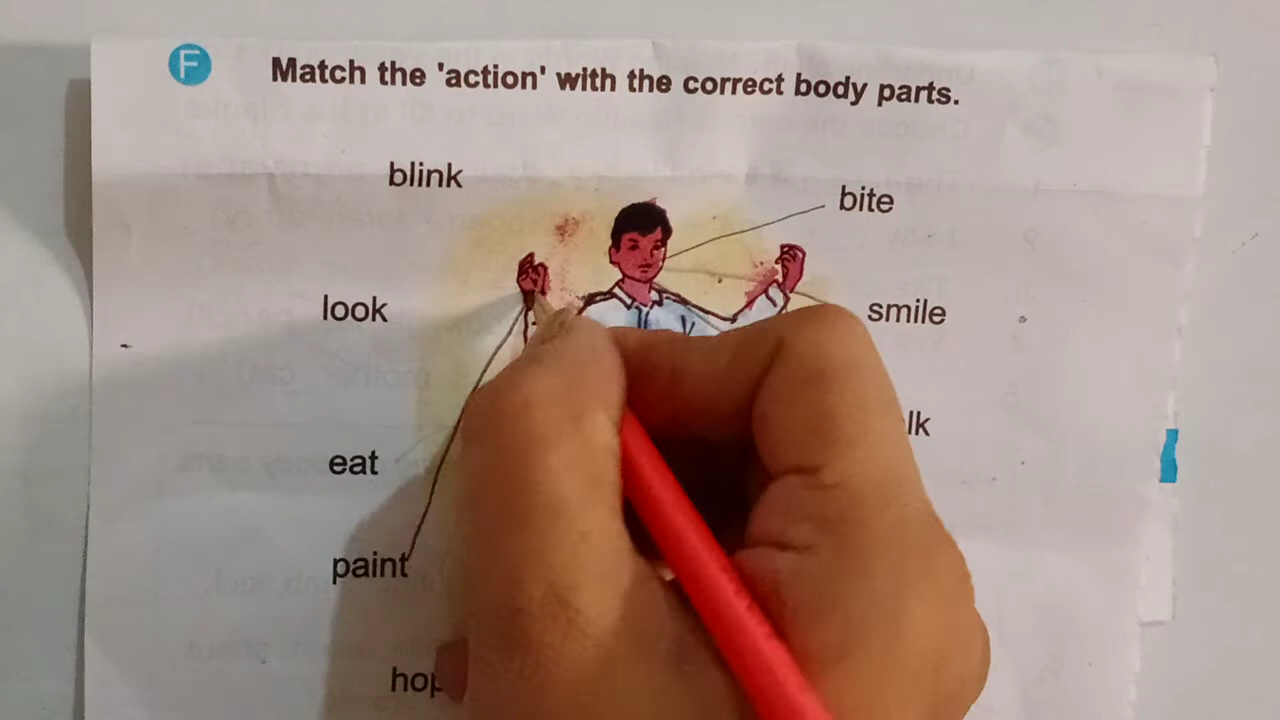 F Match the 'action' with the correct body parts.
blink
bite
look
smile
eat
paint